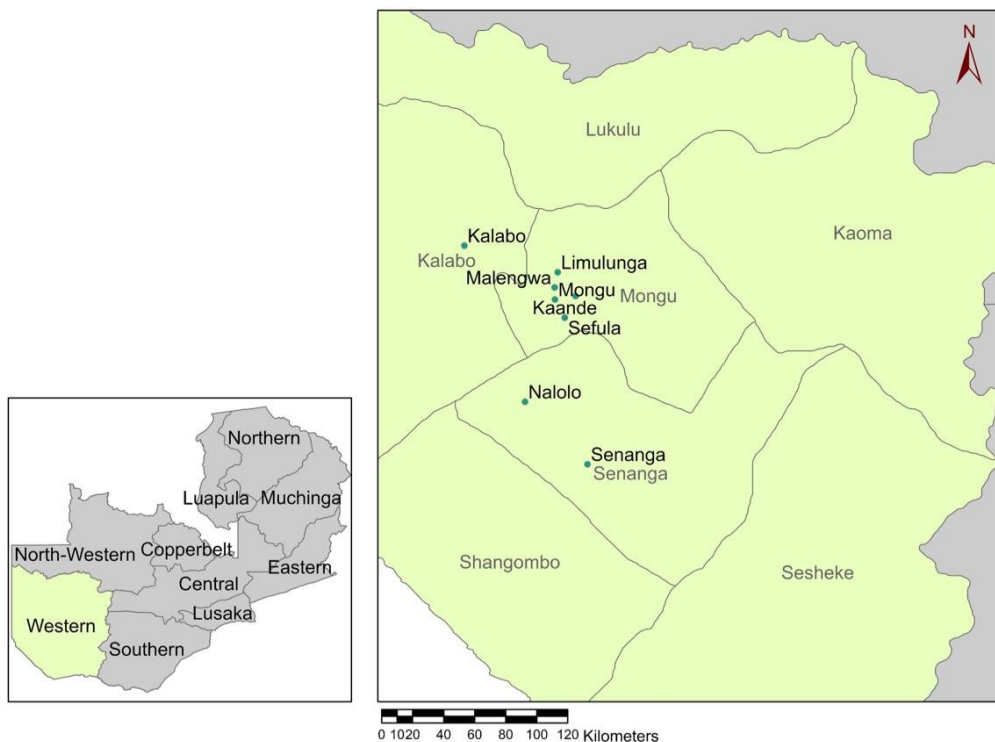 N
Lukulu
Kaoma
Kalabo
Kalabo
Limulunga
Malengwa
Mongu
Mongu
Kaande
Sefula
Nalolo
Senanga
Senanga
Shangombo
Sesheke
0 10 20 40 60 80 100 120 Kilometers
Northern
Luapula
Muchinga
North-Western
Copperbelt
Eastern
Central
Lusaka
Western
Southern